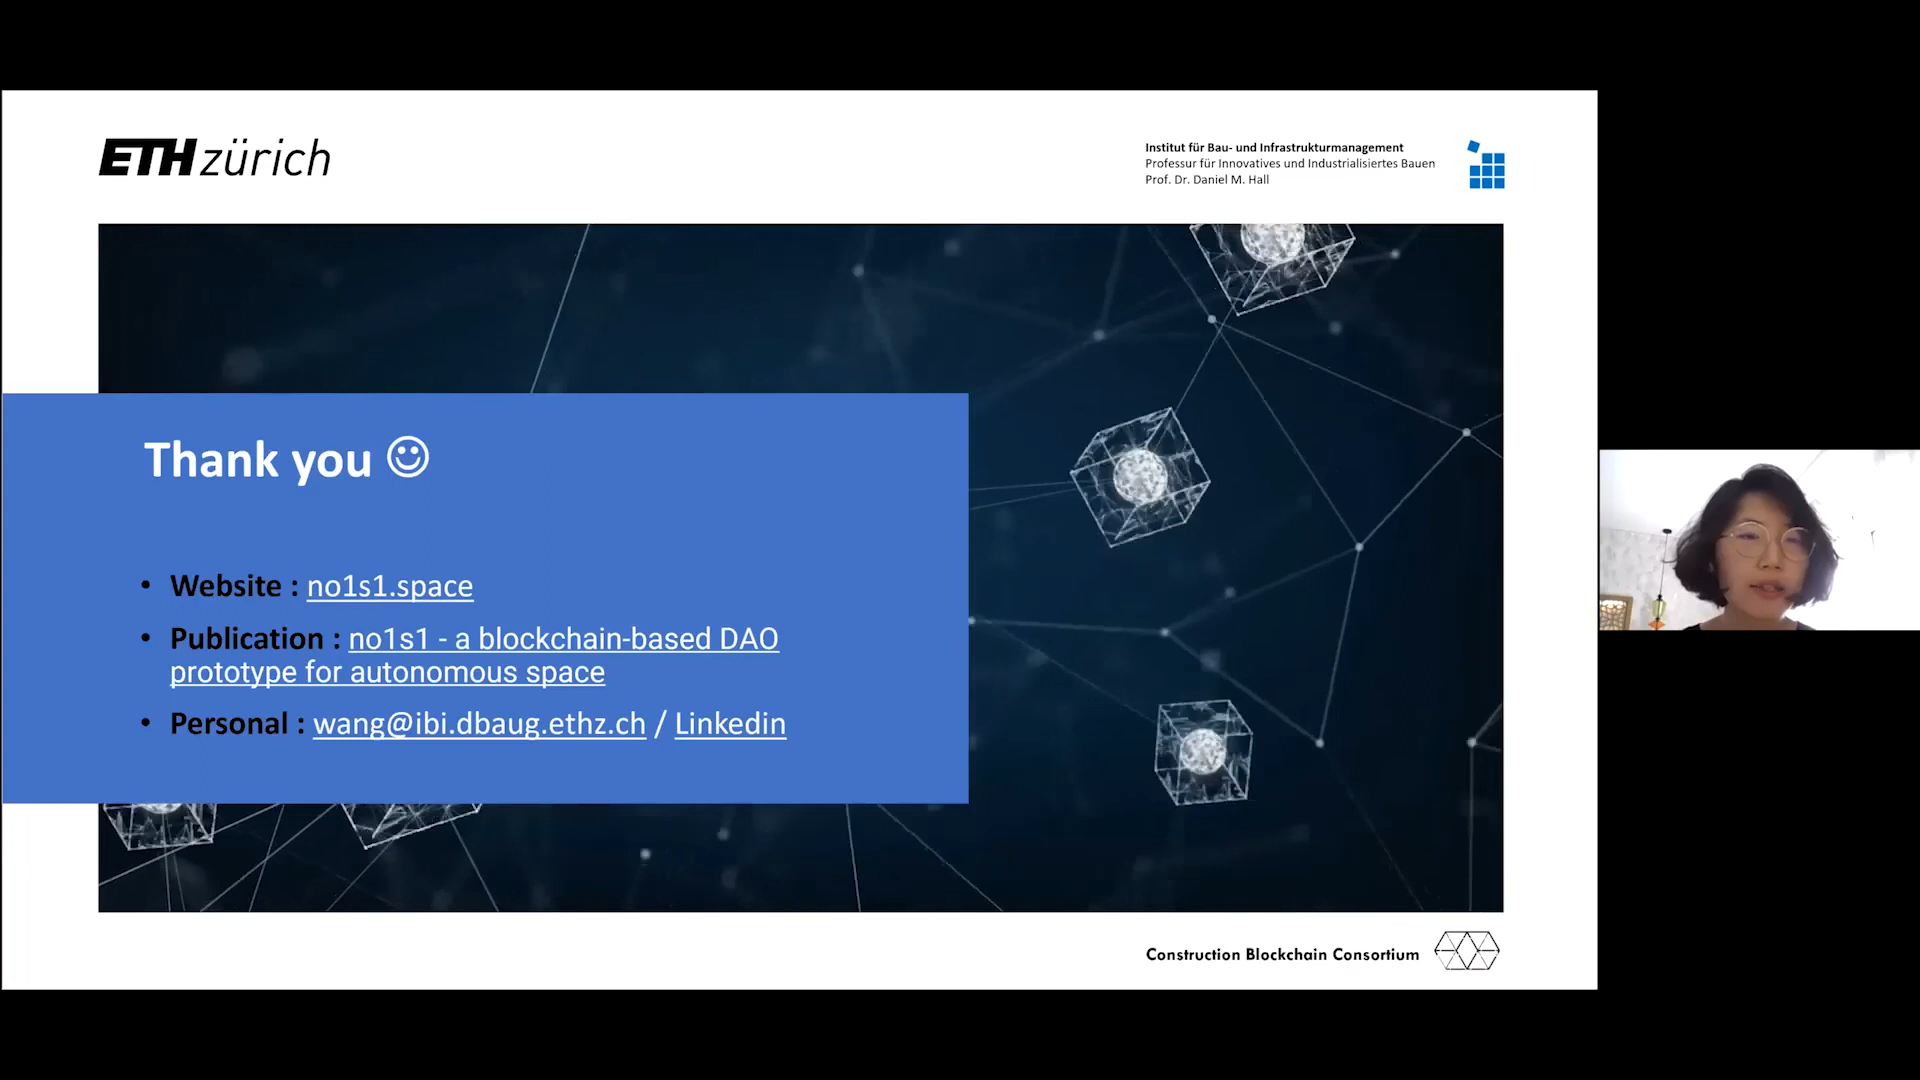 ETH zürich
Institut für Bau- und Infrastrukturmanagement
Professur für Innovatives und Industrialisiertes Bauen
Prof. Dr. Daniel M. Hall
Thank you ☺
• Website : no1s1.space
• Publication : no1s1 - a blockchain-based DAO
prototype for autonomous space
• Personal : wang@ibi.dbaug.ethz.ch / Linkedin
Construction Blockchain Consortium